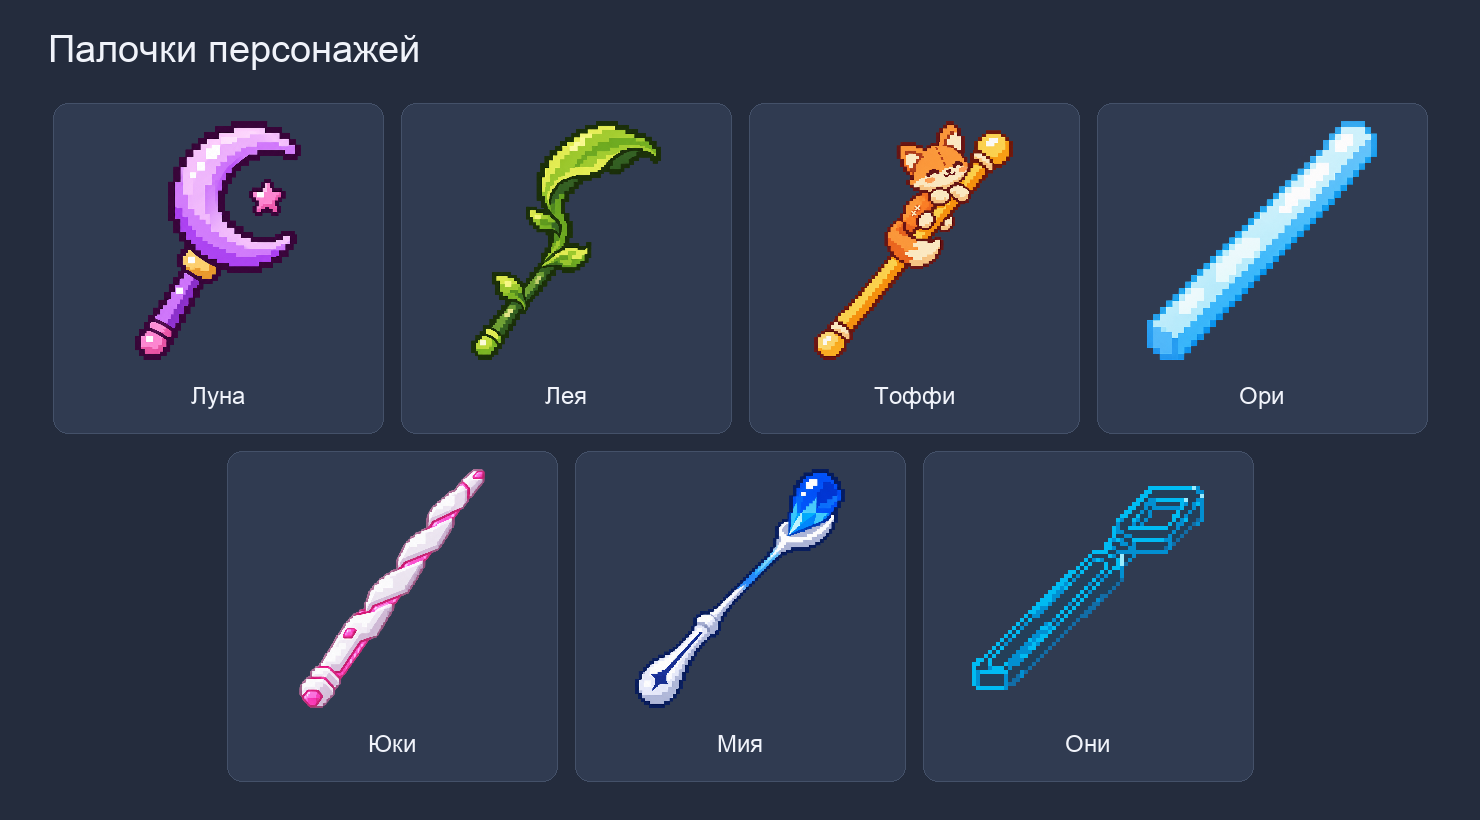 Палочки персонажей
Луна
Лея
Тоффи
Ори
Юки
Мия
Они